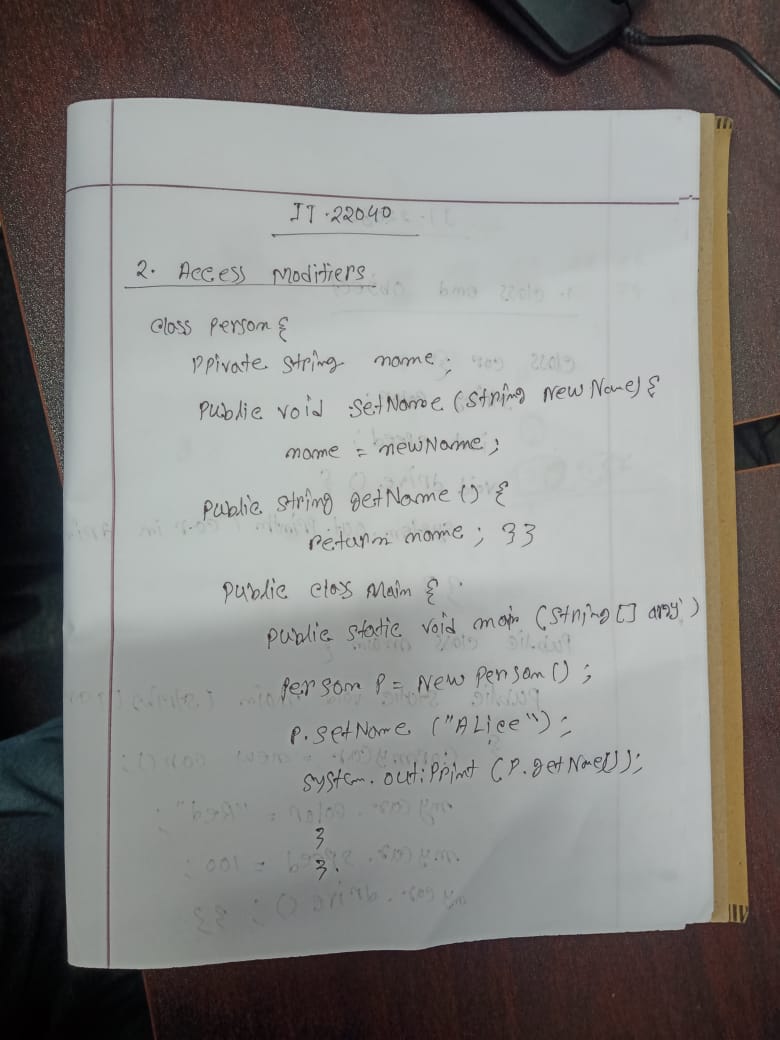 IT-22040
2. Access Modifiers
class Person {
Private String name;
Public void setName (String newName) {
name = newName;
Public String getName () {
return name; }}
Public class Main {
Public static void main (String [] array)
Person P = New Person();
P.setName ("Alice");
System.out.Print (P.getName());
}
}.